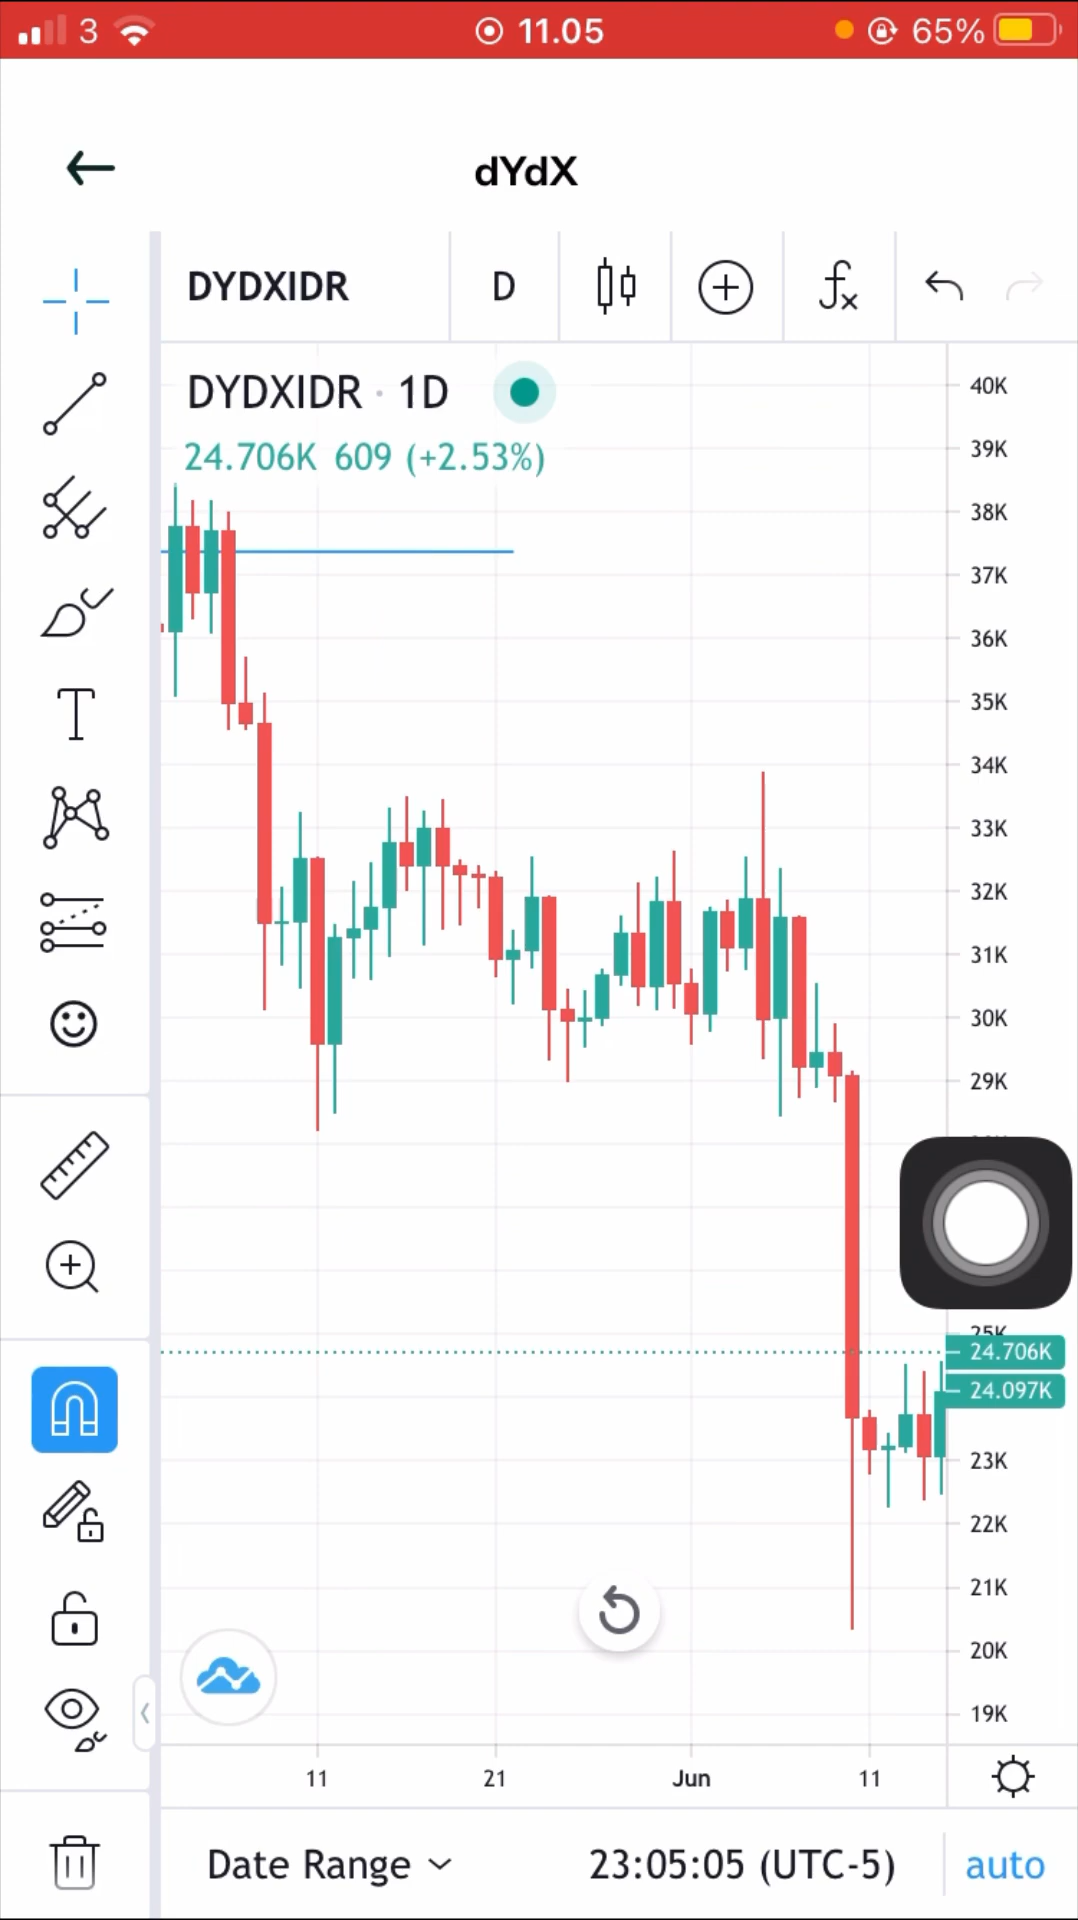 3 11.05 65%
dYdX
DYDXIDR D
DYDXIDR · 1D
24.706K 609 (+2.53%)
40K
39K
38K
37K
36K
35K
34K
33K
32K
31K
30K
29K
25K
24.706K
24.097K
23K
22K
21K
20K
19K
11 21 Jun 11
Date Range 23:05:05 (UTC-5) auto